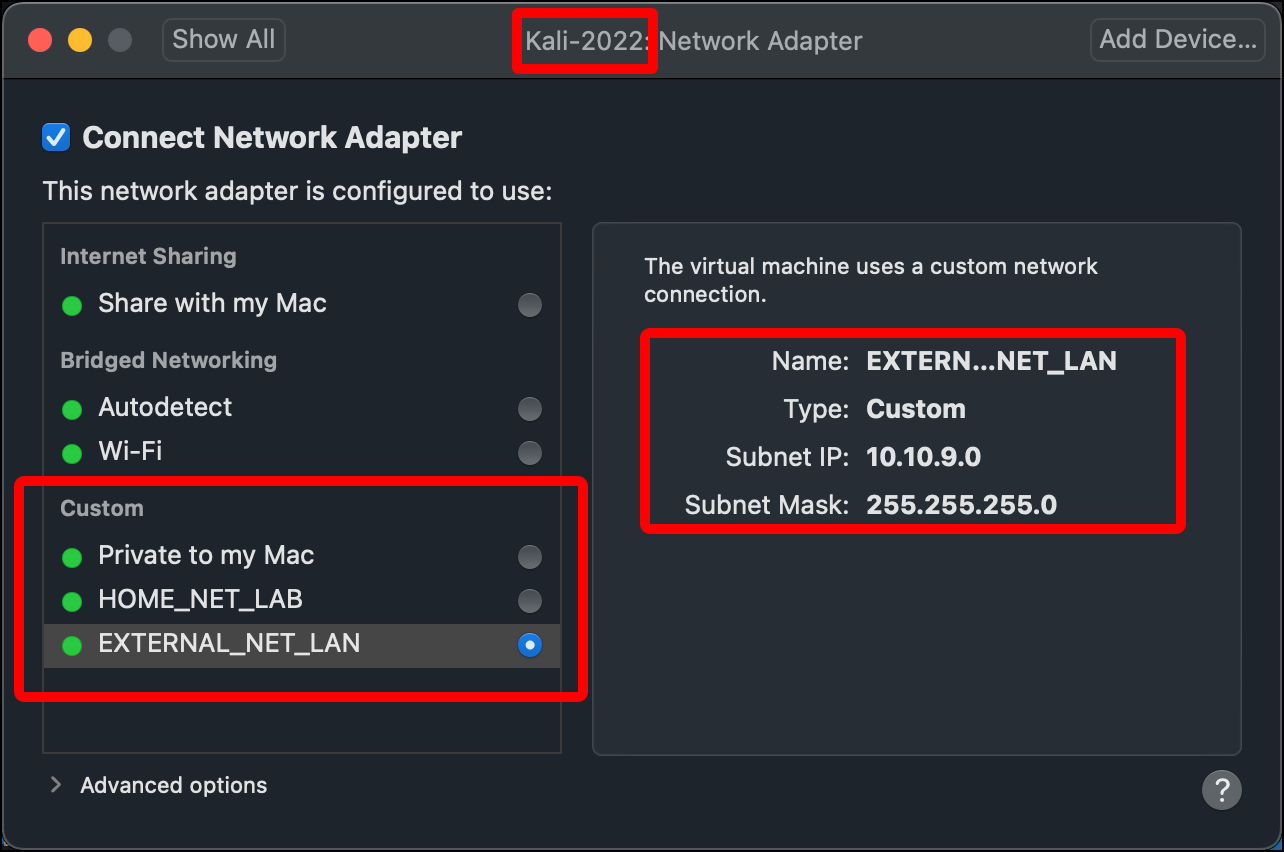 Show All
Kali-2022: Network Adapter
Add Device...
Connect Network Adapter
This network adapter is configured to use:
Internet Sharing
Share with my Mac
Bridged Networking
Autodetect
Wi-Fi
Custom
Private to my Mac
HOME_NET_LAB
EXTERNAL_NET_LAN
The virtual machine uses a custom network
connection.
Name: EXTERN...NET_LAN
Type: Custom
Subnet IP: 10.10.9.0
Subnet Mask: 255.255.255.0
Advanced options
?